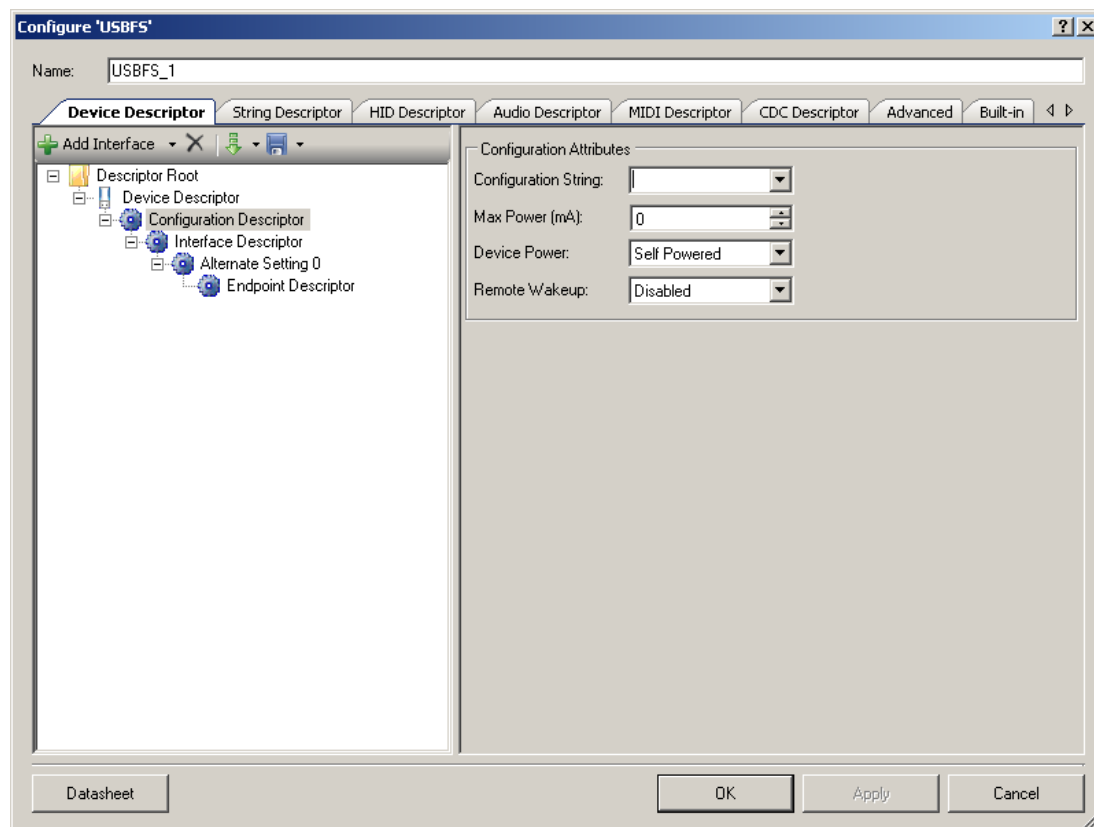 Configure 'USBFS'
Name: USBFS_1
Device Descriptor String Descriptor HID Descriptor Audio Descriptor MIDI Descriptor CDC Descriptor Advanced Built-in
Add Interface
Descriptor Root
Device Descriptor
Configuration Descriptor
Interface Descriptor
Alternate Setting 0
Endpoint Descriptor
Configuration Attributes
Configuration String:
Max Power (mA): 0
Device Power: Self Powered
Remote Wakeup: Disabled
Datasheet OK Apply Cancel